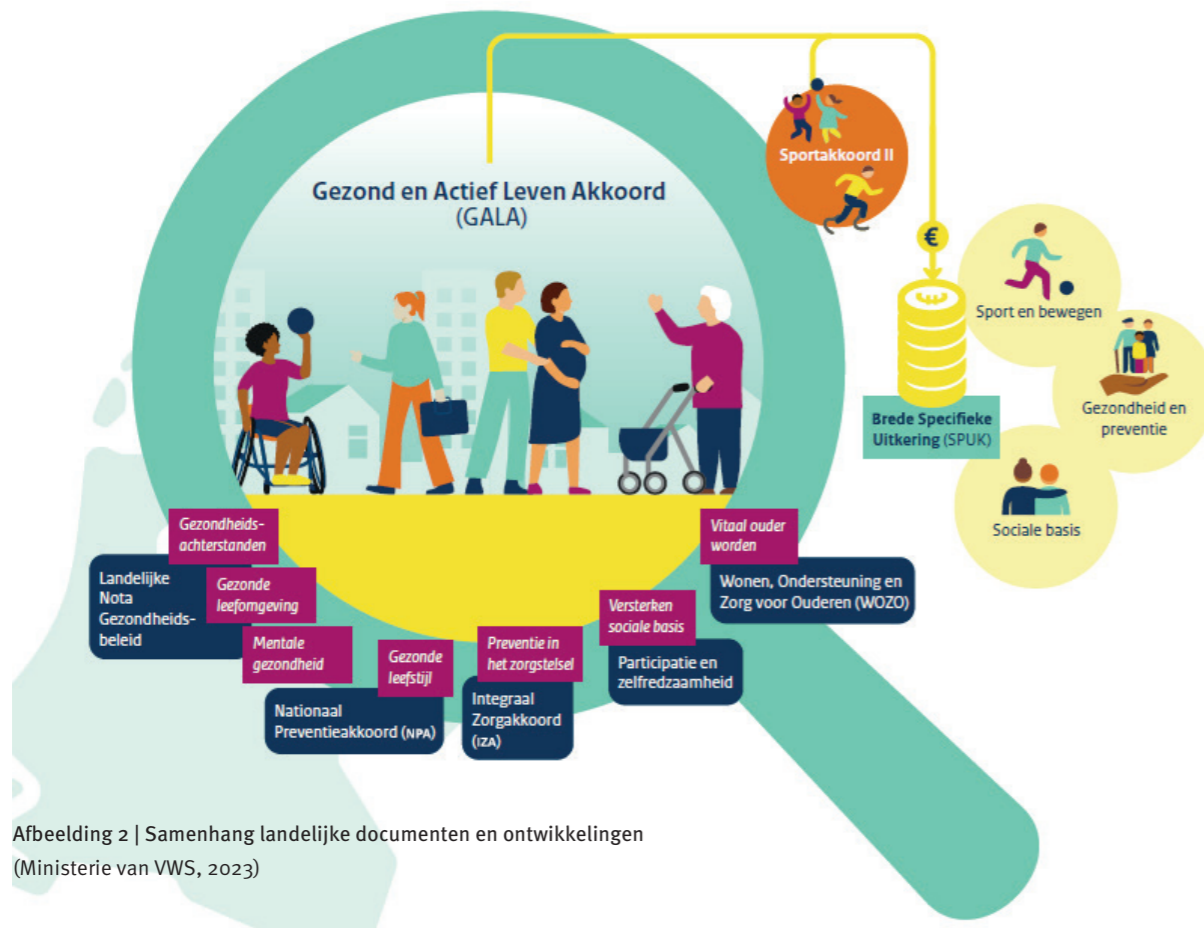 Gezond en Actief Leven Akkoord
(GALA)
Sportakkoord II
€
Sport en bewegen
Brede Specifieke
Uitkering (SPUK)
Gezondheid en
preventie
Sociale basis
Gezondheids-
achterstanden
Landelijke
Nota
Gezondheids-
beleid
Gezonde
leefomgeving
Mentale
gezondheid
Gezonde
leefstijl
Nationaal
Preventieakkoord (NPA)
Preventie in
het zorgstelsel
Integraal
Zorgakkoord
(IZA)
Versterken
sociale basis
Participatie en
zelfredzaamheid
Vitaal ouder
worden
Wonen, Ondersteuning en
Zorg voor Ouderen (WOZO)
Afbeelding 2 | Samenhang landelijke documenten en ontwikkelingen
(Ministerie van VWS, 2023)